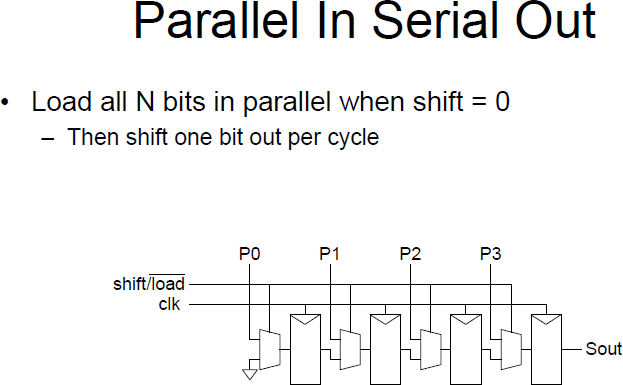 Parallel In Serial Out
• Load all N bits in parallel when shift = 0
– Then shift one bit out per cycle
P0 P1 P2 P3
shift/load
clk
Sout